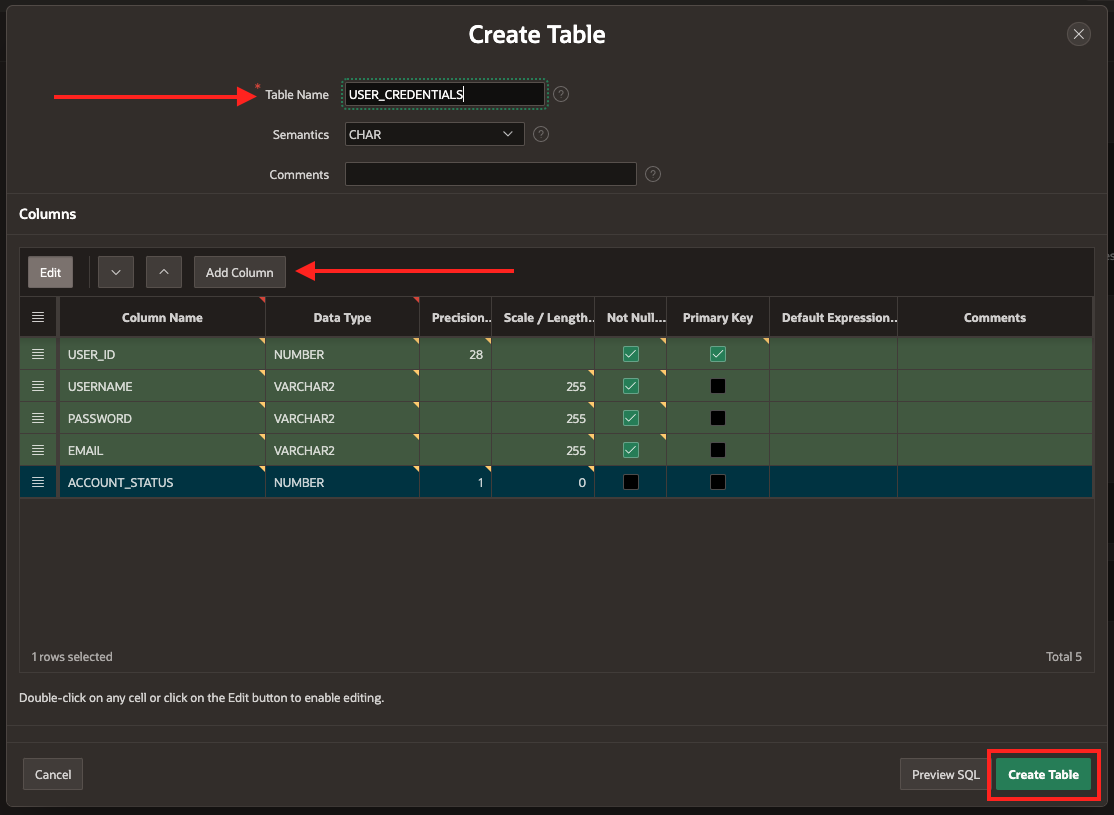 Create Table
* Table Name USER_CREDENTIALS ?
Semantics CHAR ?
Comments ?
Columns
Edit Add Column
Column Name Data Type Precision.. Scale / Length.. Not Null... Primary Key Default Expression.. Comments
USER_ID NUMBER 28
USERNAME VARCHAR2 255
PASSWORD VARCHAR2 255
EMAIL VARCHAR2 255
ACCOUNT_STATUS NUMBER 1 0
1 rows selected Total 5
Double-click on any cell or click on the Edit button to enable editing.
Cancel Preview SQL Create Table